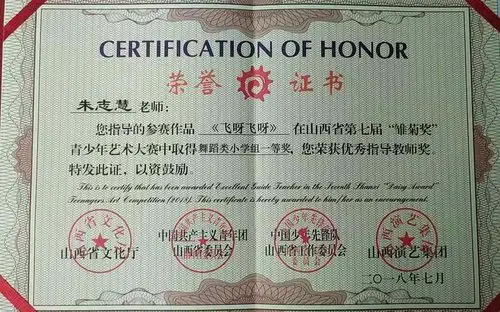 CERTIFICATION OF HONOR
荣誉 证书
朱志慧 老师:
您指导的参赛作品 《飞呀飞呀》 在山西省第七届“雏菊奖”
青少年艺术大赛中取得 舞蹈类小学组一等奖, 您荣获优秀指导教师奖。
特发此证,以资鼓励。
This is to certify that has been awarded Excellent Guide Teacher in the Seventh Shanxi "Daisy Award"
Teenagers Art Competition (2018). This certificate is hereby awarded to him/her as an encouragement.
山西省文化厅
中国共产主义青年团
山西省委员会
中国少年先锋队
山西省工作委员会
山西演艺集团
二〇一八年七月